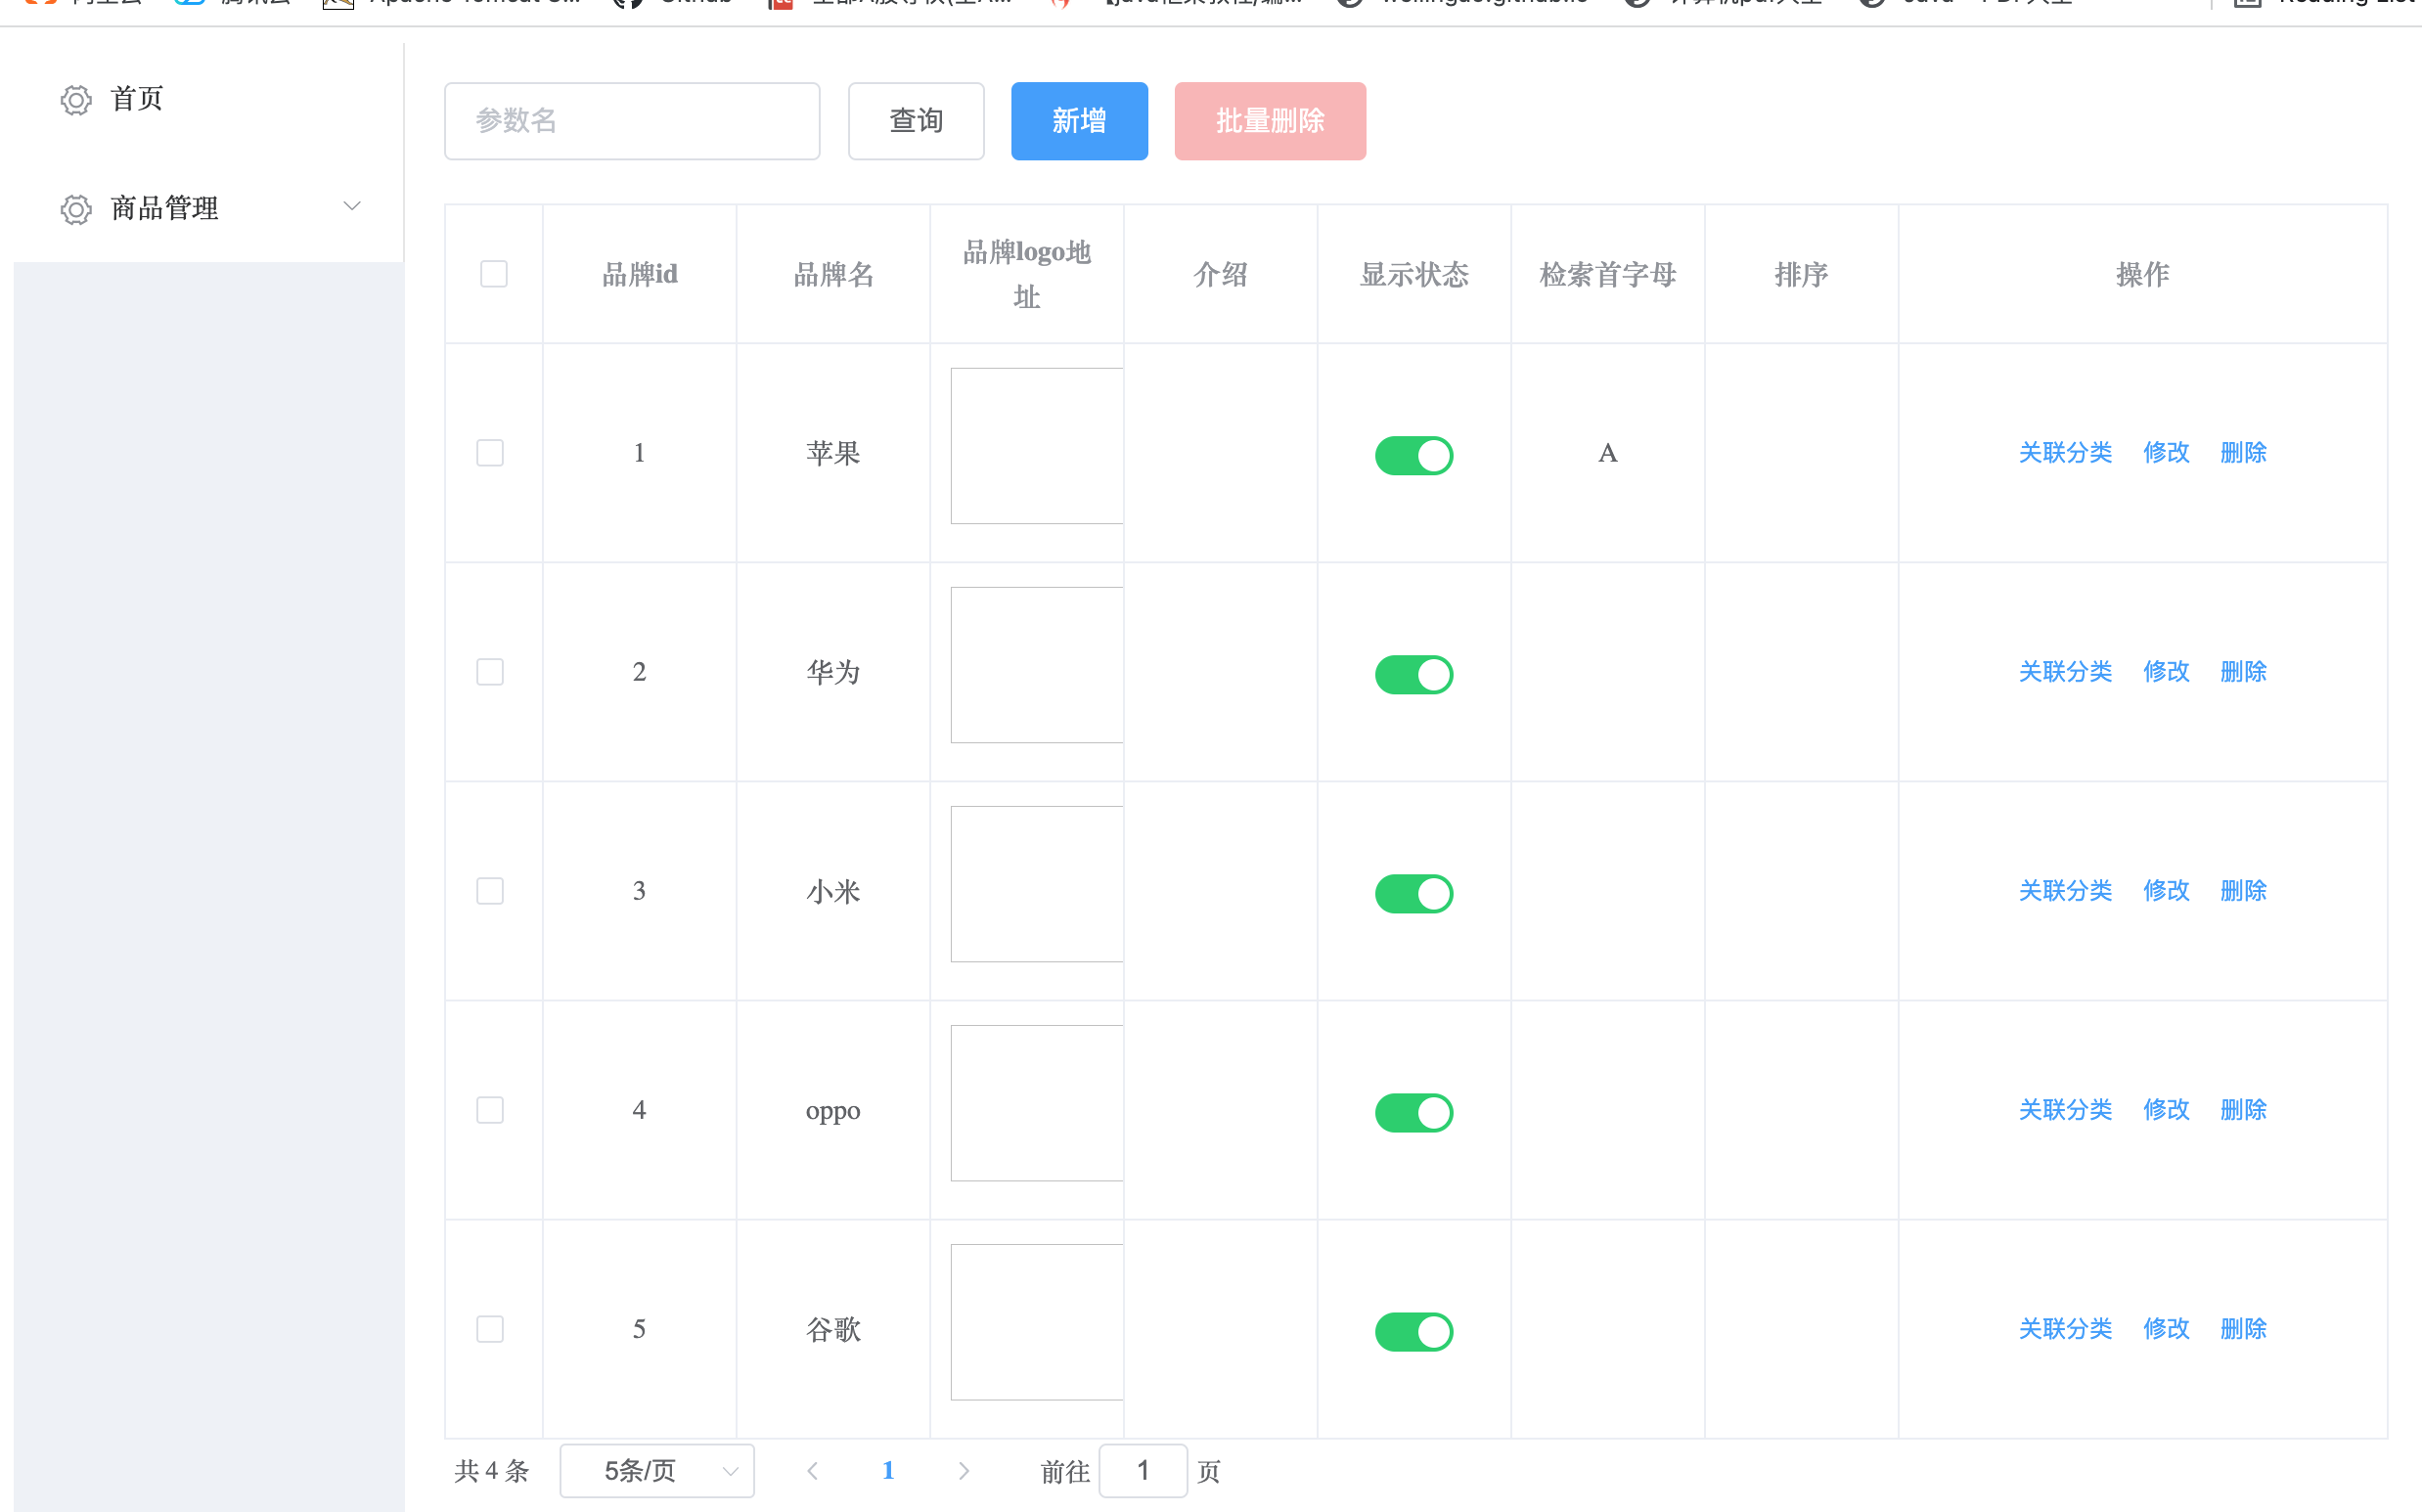 Apache Tomcat
Github
首页
参数名
查询
新增
批量删除
商品管理
品牌id
品牌名
品牌logo地
址
介绍
显示状态
检索首字母
排序
操作
1
苹果
A
关联分类 修改 删除
2
华为
关联分类 修改 删除
3
小米
关联分类 修改 删除
4
oppo
关联分类 修改 删除
5
谷歌
关联分类 修改 删除
共 4 条
5条/页
1
前往
1
页